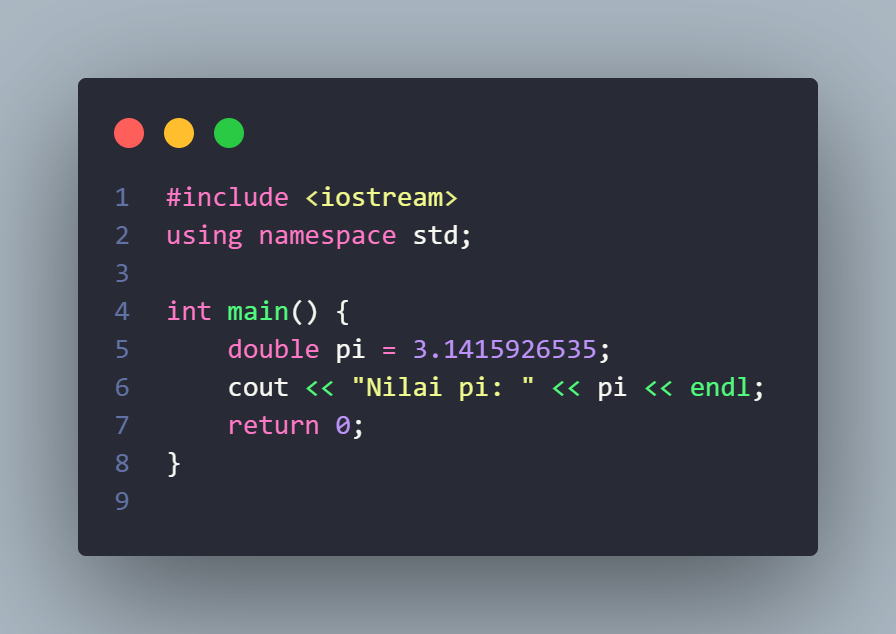 1 #include <iostream>
2 using namespace std;
3
4 int main() {
5     double pi = 3.1415926535;
6     cout << "Nilai pi: " << pi << endl;
7     return 0;
8 }
9